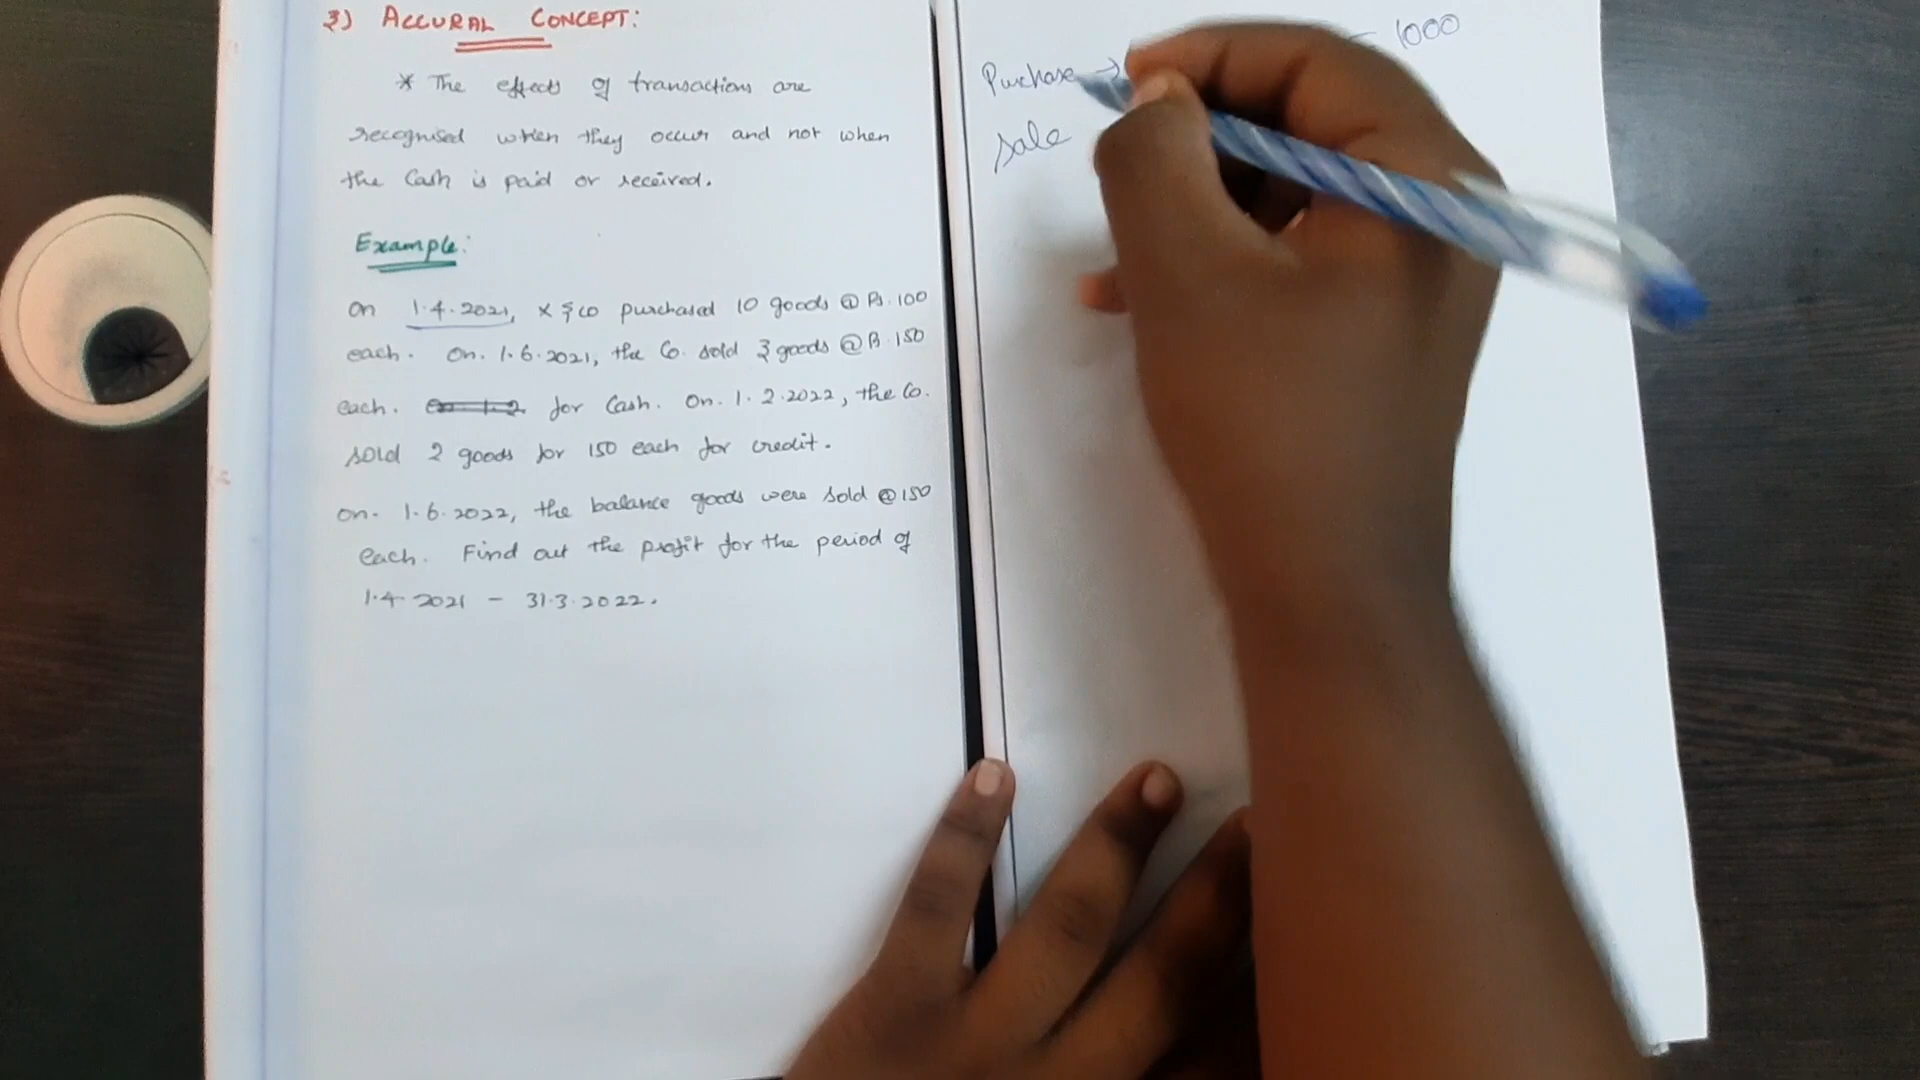 3) ACCURAL CONCEPT:
* The effects of transactions are
recognised when they occur and not when
the Cash is paid or received.
Example:
On 1.4.2021, X & Co purchased 10 goods @ Rs.100
each. On. 1.6.2021, the Co. sold 3 goods @ Rs.150
each. for Cash. On. 1.2.2022, the Co.
sold 2 goods for 150 each for credit.
On. 1.6.2022, the balance goods were sold @ 150
each. Find out the profit for the period of
1.4.2021 - 31.3.2022.
1000
Purchase →
Sale